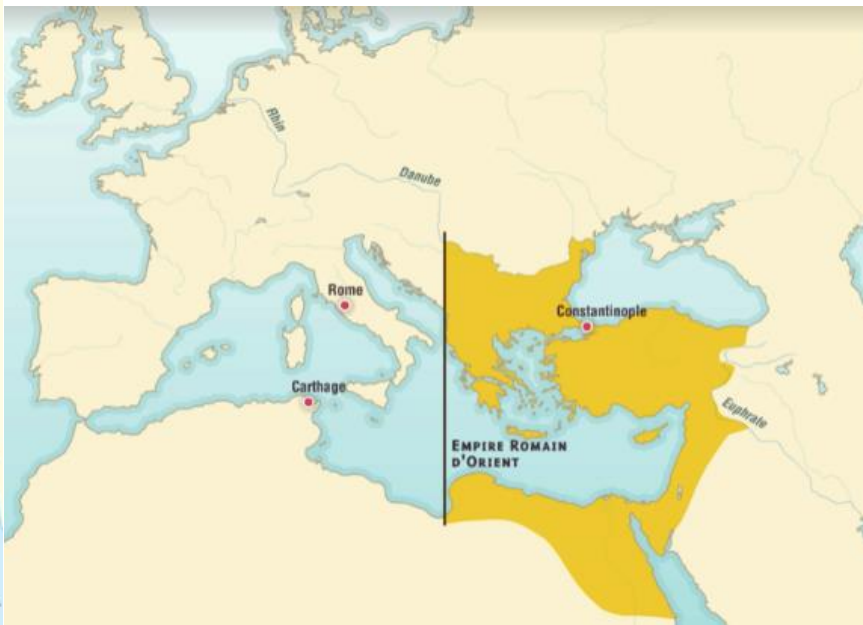 Rhin
Danube
Rome
Constantinople
Carthage
Euphrate
EMPIRE ROMAIN
D'ORIENT